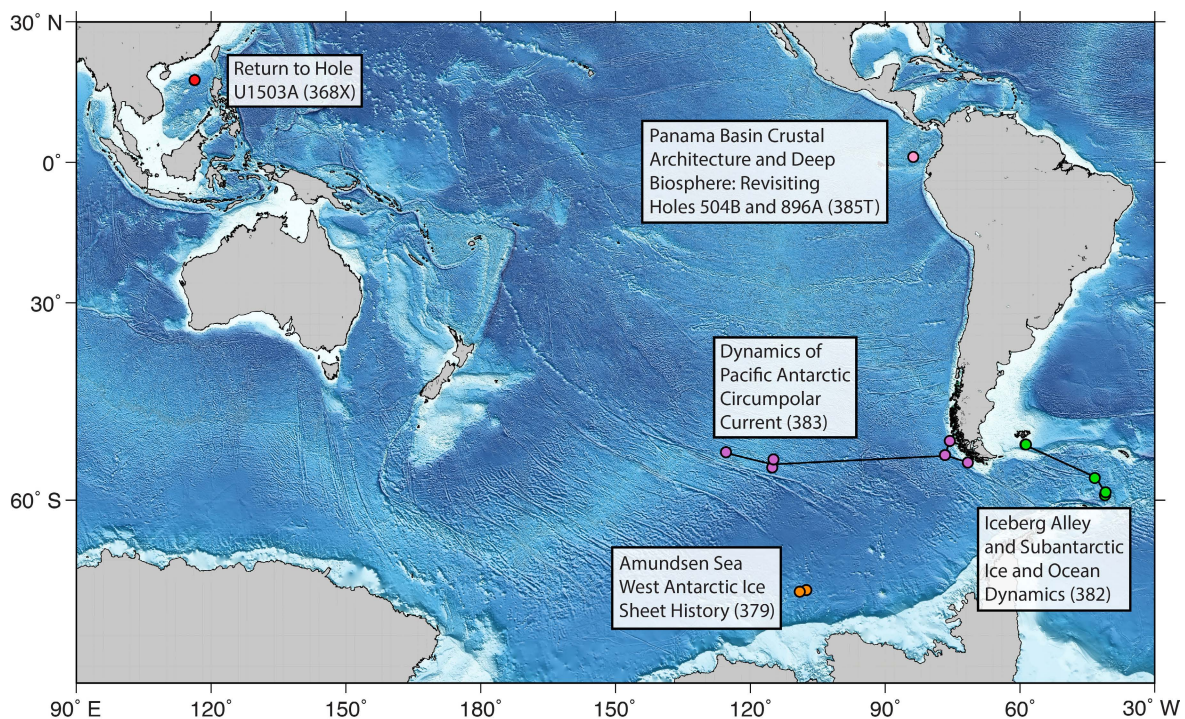 30° N
0°
30°
60° S
Return to Hole
U1503A (368X)
Panama Basin Crustal
Architecture and Deep
Biosphere: Revisiting
Holes 504B and 896A (385T)
Dynamics of
Pacific Antarctic
Circumpolar
Current (383)
Amundsen Sea
West Antarctic Ice
Sheet History (379)
Iceberg Alley
and Subantarctic
Ice and Ocean
Dynamics (382)
90° E 120° 150° 180° 150° 120° 90° 60° 30° W